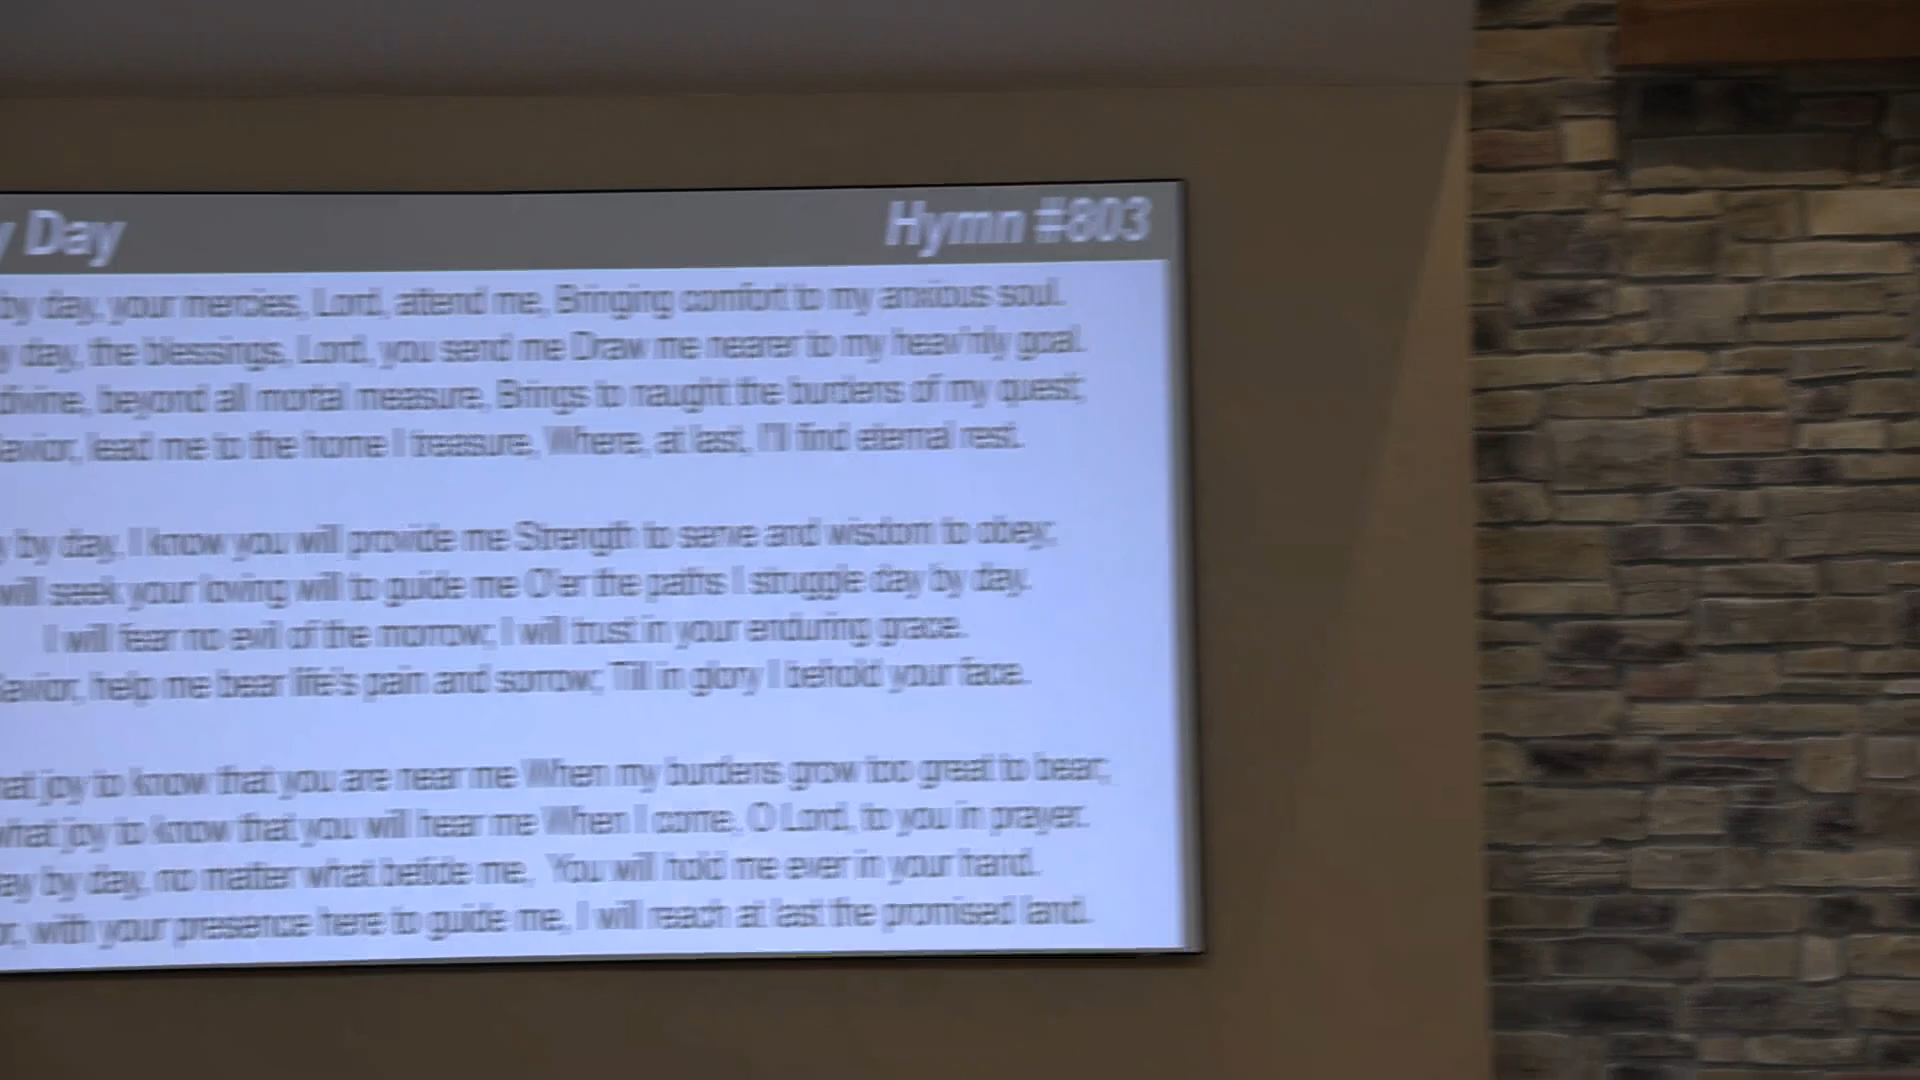 y Day
Hymn #803
by day, your mercies, Lord, attend me, Bringing comfort to my anxious soul.
y day, the blessings, Lord, you send me Draw me nearer to my heav'nly goal.
divine, beyond all mortal measure, Brings to naught the burdens of my quest;
Savior, lead me to the home I treasure, Where, at last, I'll find eternal rest.
y by day, I know you will provide me Strength to serve and wisdom to obey;
will seek your loving will to guide me O'er the paths I struggle day by day.
I will fear no evil of the morrow; I will trust in your enduring grace.
Savior, help me bear life's pain and sorrow; Till in glory I behold your face.
hat joy to know that you are near me When my burdens grow too great to bear;
what joy to know that you will hear me When I come, O Lord, to you in prayer.
ay by day, no matter what betide me, You will hold me ever in your hand.
or, with your presence here to guide me, I will reach at last the promised land.